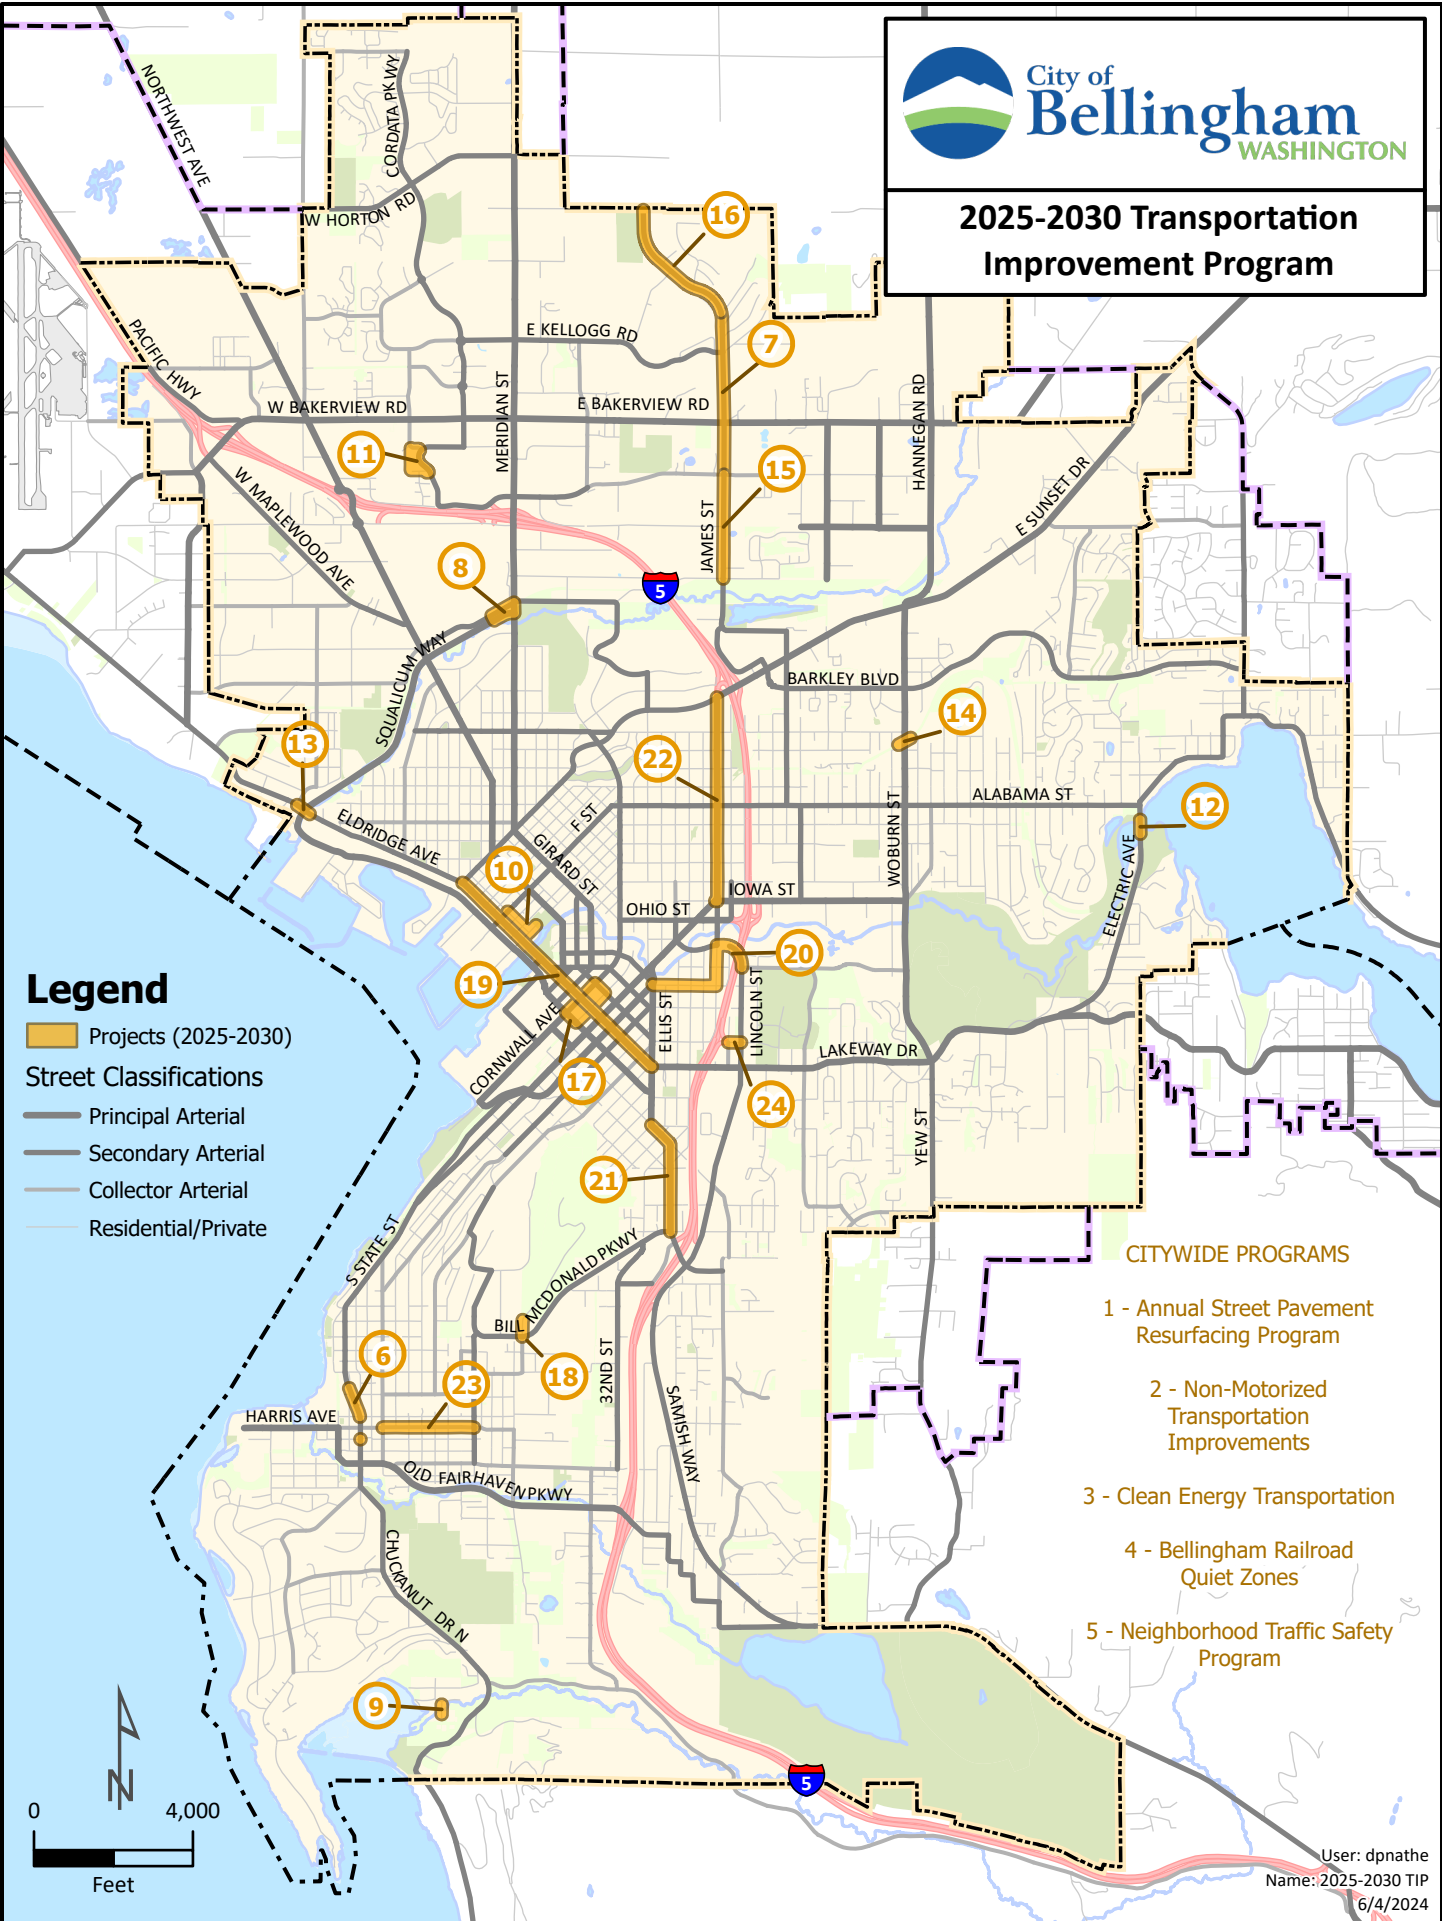 City of
Bellingham
WASHINGTON
2025-2030 Transportation
Improvement Program
NORTHWEST AVE
CORDATA PKWY
W HORTON RD
16
E KELLOGG RD
7
PACIFIC HWY
W BAKERVIEW RD
MERIDIAN ST
E BAKERVIEW RD
HANNEGAN RD
11
15
W MAPLEWOOD AVE
JAMES ST
E SUNSET DR
8
5
SQUALICUM WAY
BARKLEY BLVD
14
13
22
ALABAMA ST
12
ELDRIDGE AVE
F ST
GIRARD ST
WOBURN ST
ELECTRIC AVE
10
IOWA ST
OHIO ST
20
19
ELLIS ST
LINCOLN ST
CORNWALL AVE
LAKEWAY DR
17
24
YEW ST
21
S STATE ST
BILL MCDONALD PKWY
18
32ND ST
6
23
HARRIS AVE
SAMISH WAY
OLD FAIRHAVEN PKWY
CHUCKANUT DR N
9
5
Legend
Projects (2025-2030)
Street Classifications
Principal Arterial
Secondary Arterial
Collector Arterial
Residential/Private
CITYWIDE PROGRAMS
1 - Annual Street Pavement
Resurfacing Program
2 - Non-Motorized
Transportation
Improvements
3 - Clean Energy Transportation
4 - Bellingham Railroad
Quiet Zones
5 - Neighborhood Traffic Safety
Program
N
0 4,000
Feet
User: dpnathe
Name: 2025-2030 TIP
6/4/2024